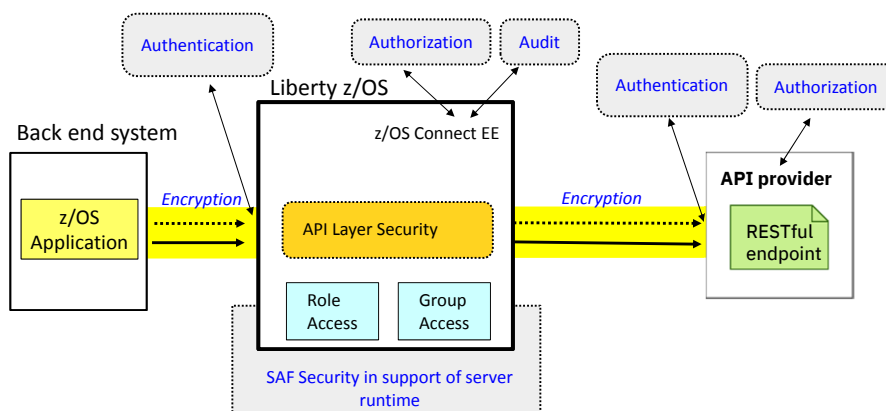 Authentication
Authorization
Audit
Authentication
Authorization
Liberty z/OS
Back end system
z/OS Connect EE
API provider
Encryption
Encryption
z/OS
Application
API Layer Security
RESTful
endpoint
Role
Access
Group
Access
SAF Security in support of server
runtime